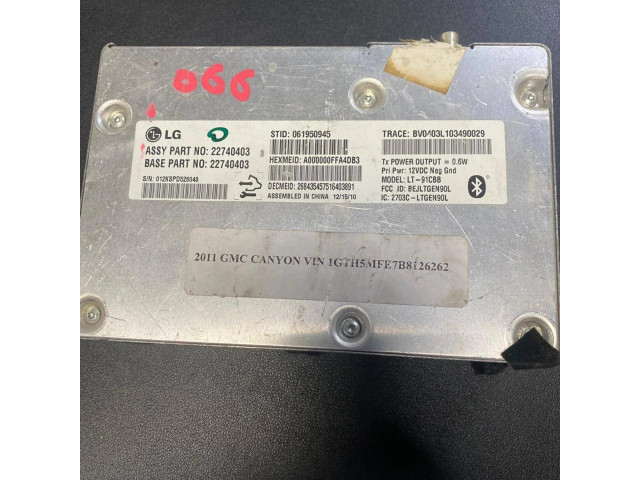 066
LG
ASSY PART NO: 22740403
BASE PART NO: 22740403
S/N: 012KSPD526048
STID: 061950945
HEXMEID: A000000FFA4DB3
DECMEID: 268435457516403891
ASSEMBLED IN CHINA 12/15/10
TRACE: BVD403L103490029
Tx POWER OUTPUT = 0.6W
Pri Pwr: 12VDC Neg Gnd
MODEL: LT-91CBB
FCC ID: BEJLTGEN90L
IC: 2703C-LTGEN90L
2011 GMC CANYON VIN 1GTH5MFE7B8126262